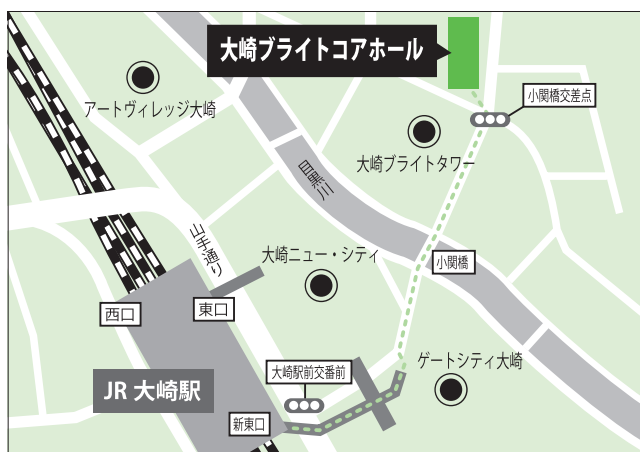 大崎ブライトコアホール
アートヴィレッジ大崎
小関橋交差点
大崎ブライトタワー
目黒川
山手通り
大崎ニュー・シティ
小関橋
西口
東口
大崎駅前交番前
ゲートシティ大崎
JR 大崎駅
新東口